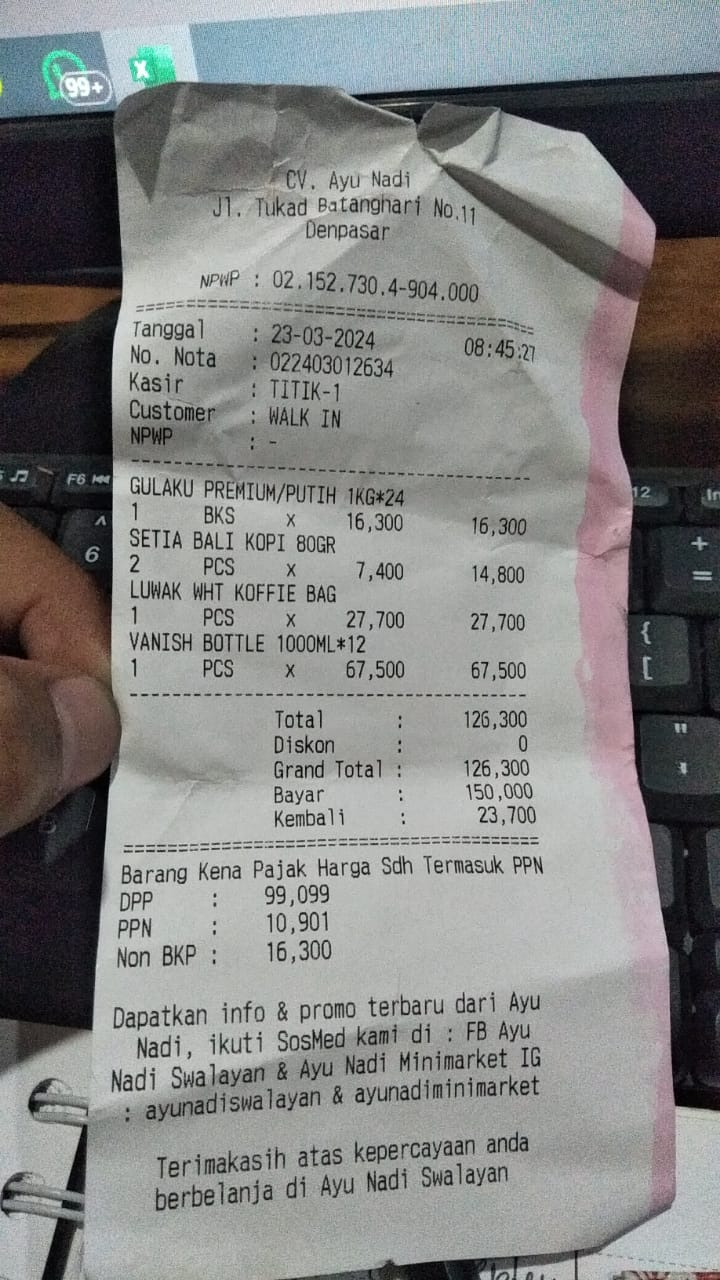 99+
X
CV. Ayu Nadi
Jl. Tukad Batanghari No.11
Denpasar
NPWP : 02.152.730.4-904.000
================================================
Tanggal : 23-03-2024 08:45:27
No. Nota : 022403012634
Kasir : TITIK-1
Customer : WALK IN
NPWP : -
------------------------------------------------
GULAKU PREMIUM/PUTIH 1KG*24
1 BKS x 16,300 16,300
SETIA BALI KOPI 80GR
2 PCS x 7,400 14,800
LUWAK WHT KOFFIE BAG
1 PCS x 27,700 27,700
VANISH BOTTLE 1000ML*12
1 PCS x 67,500 67,500
------------------------------------------------
Total : 126,300
Diskon : 0
Grand Total : 126,300
Bayar : 150,000
Kembali : 23,700
================================================
Barang Kena Pajak Harga Sdh Termasuk PPN
DPP : 99,099
PPN : 10,901
Non BKP : 16,300
Dapatkan info & promo terbaru dari Ayu
Nadi, ikuti SosMed kami di : FB Ayu
Nadi Swalayan & Ayu Nadi Minimarket IG
: ayunadiswalayan & ayunadiminimarket
Terimakasih atas kepercayaan anda
berbelanja di Ayu Nadi Swalayan
F6
^
6
12
+
=
{
[
"